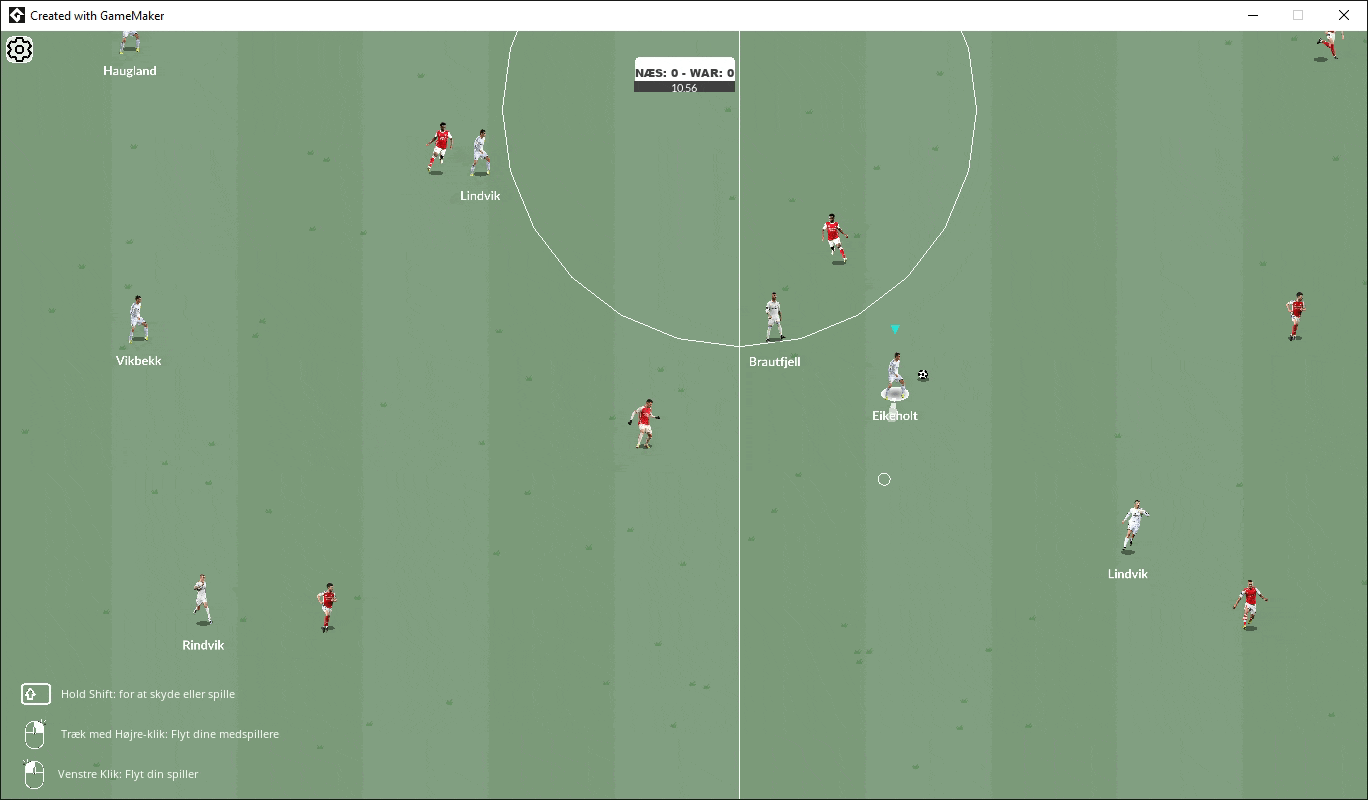 Created with GameMaker
Haugland
NÆS: 0 - WAR: 0
10:56
Lindvik
Vikbekk
Brautfjell
Eikeholt
Lindvik
Rindvik
Hold Shift: for at skyde eller spille
Træk med Højre-klik: Flyt dine medspillere
Venstre Klik: Flyt din spiller